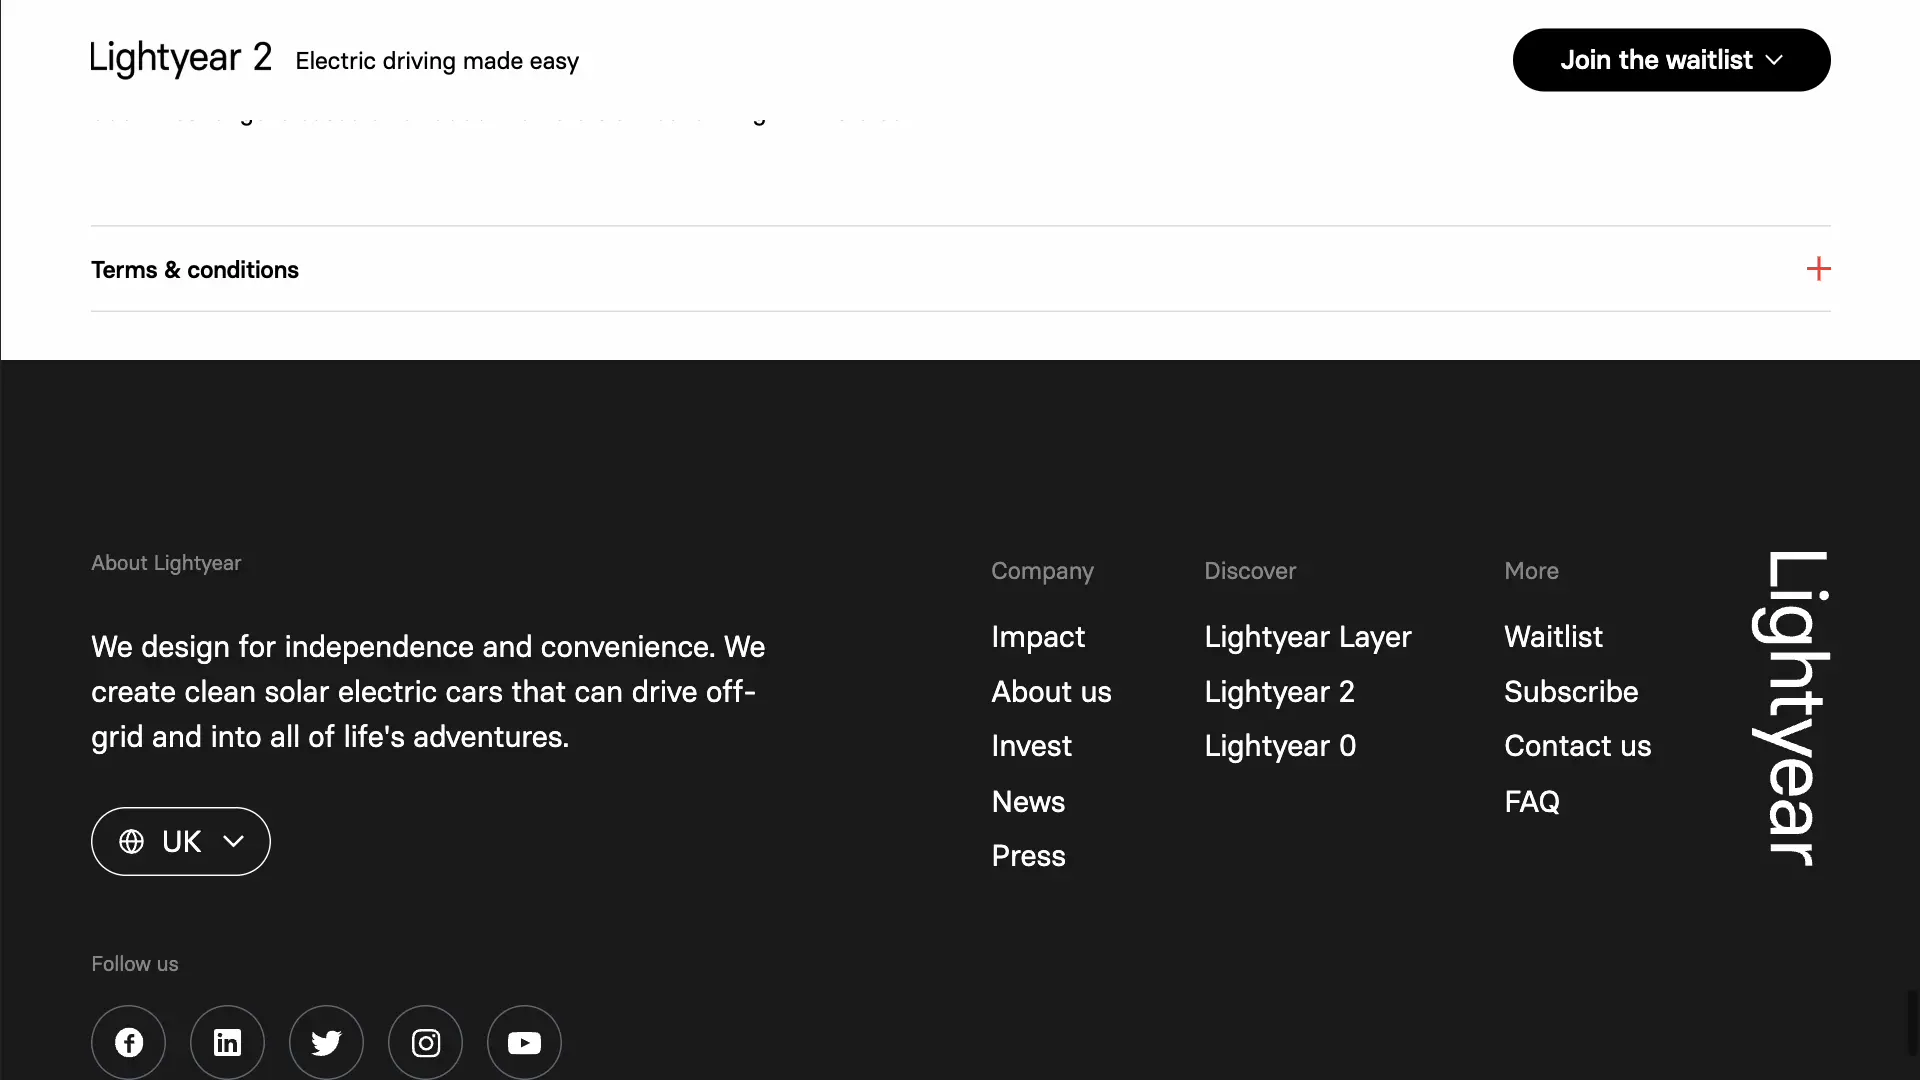 Lightyear 2
Electric driving made easy
Join the waitlist
Terms & conditions
About Lightyear
We design for independence and convenience. We
create clean solar electric cars that can drive off-
grid and into all of life's adventures.
UK
Follow us
Company
Impact
About us
Invest
News
Press
Discover
Lightyear Layer
Lightyear 2
Lightyear 0
More
Waitlist
Subscribe
Contact us
FAQ
Lightyear